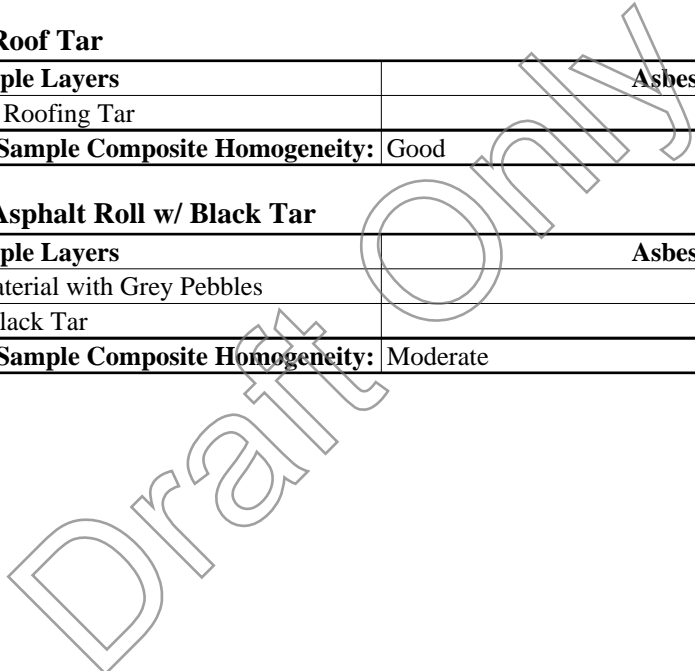 Roof Tar
ple Layers Asbes
Roofing Tar
Sample Composite Homogeneity: Good
Asphalt Roll w/ Black Tar
ple Layers Asbes
aterial with Grey Pebbles
lack Tar
Sample Composite Homogeneity: Moderate
Draft Only